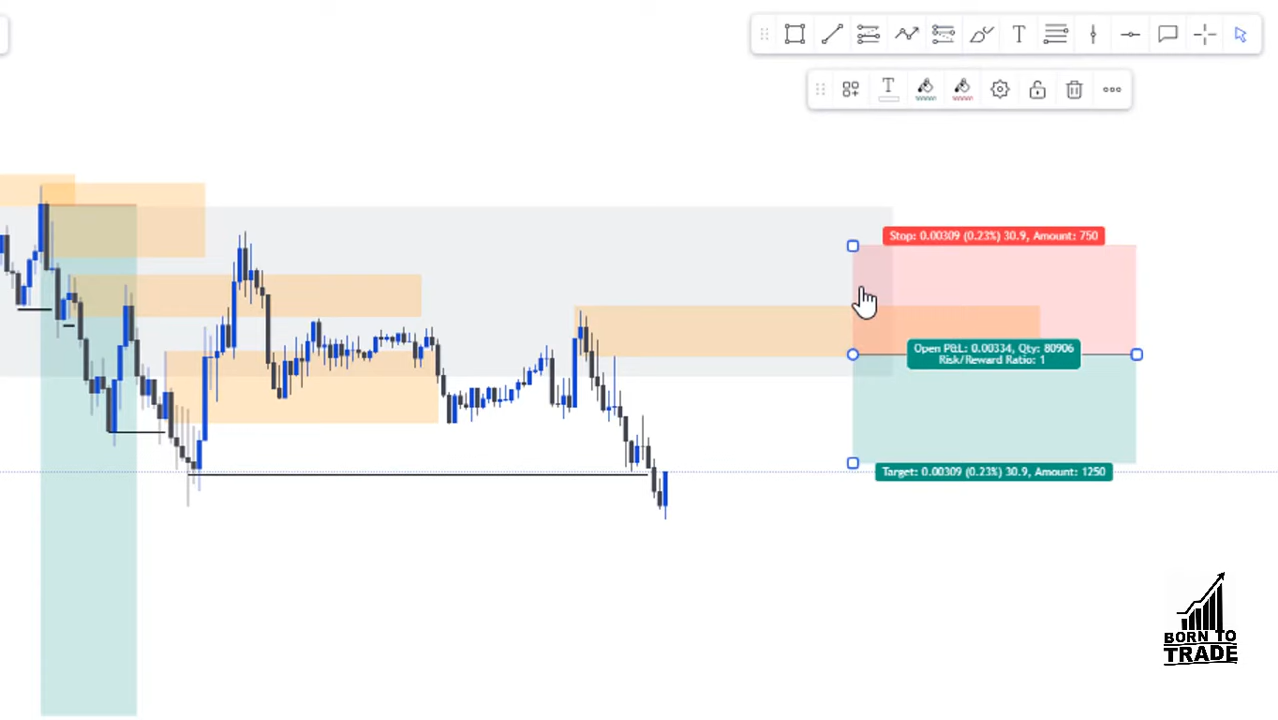 T
T
Stop: 0.00309 (0.23%) 30.9, Amount: 750
Open P&L: 0.00334, Qty: 80906
Risk/Reward Ratio: 1
Target: 0.00309 (0.23%) 30.9, Amount: 1250
BORN TO
TRADE